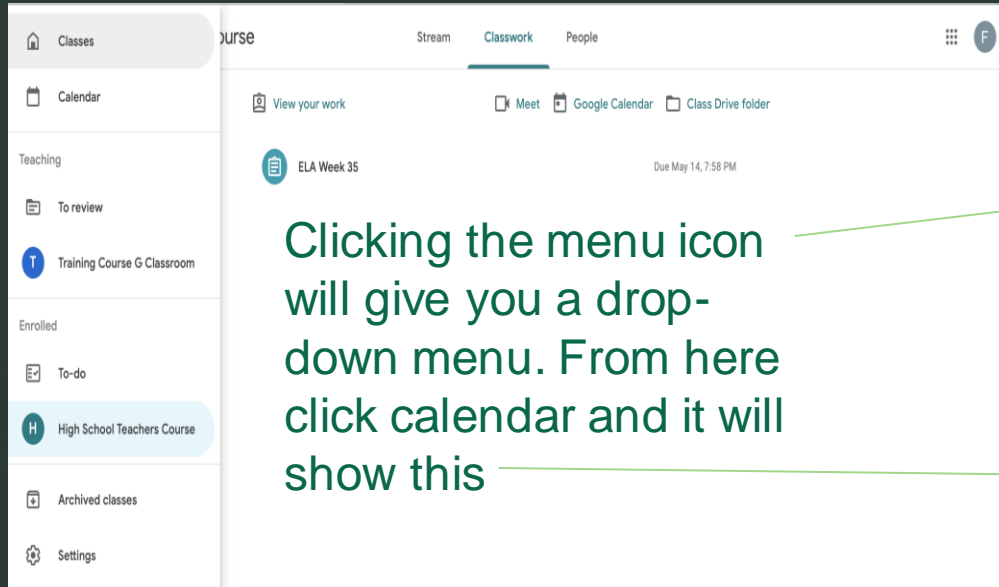 Classes
Calendar
Teaching
To review
T
Training Course G Classroom
Enrolled
To-do
H
High School Teachers Course
Archived classes
Settings
ourse
Stream Classwork People
F
View your work
Meet Google Calendar Class Drive folder
ELA Week 35 Due May 14, 7:58 PM
Clicking the menu icon
will give you a drop-
down menu. From here
click calendar and it will
show this